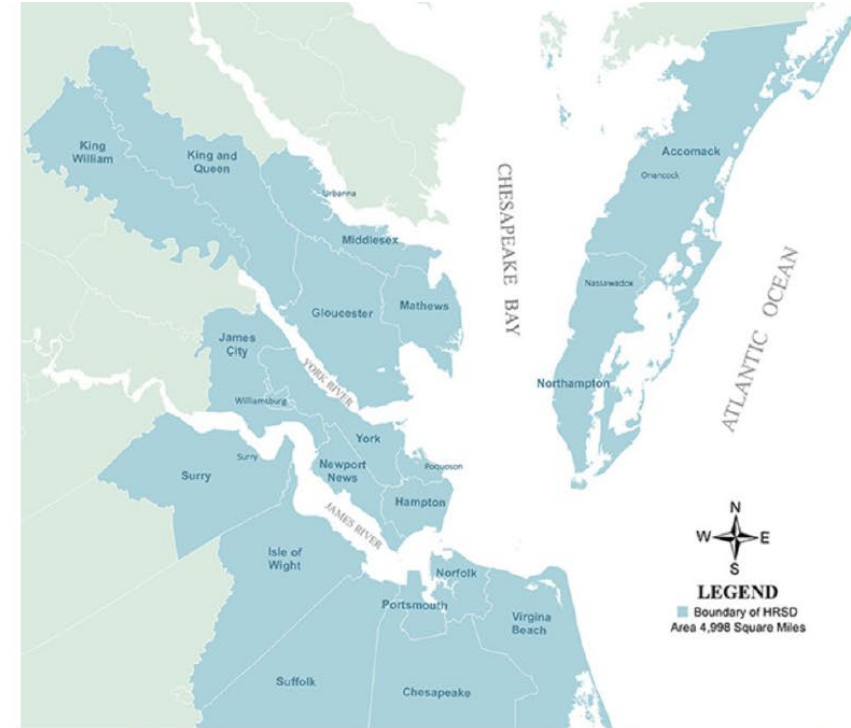 King
William
King and
Queen
Urbanna
Middlesex
Gloucester
Mathews
James
City
Williamsburg
YORK RIVER
York
Poquoson
Newport
News
Hampton
Surry
Surry
JAMES RIVER
Isle of
Wight
Norfolk
Portsmouth
Virgina
Beach
Suffolk
Chesapeake
CHESAPEAKE BAY
Accomack
Onancock
Nassawadox
Northampton
ATLANTIC OCEAN
N
W
E
S
LEGEND
Boundary of HRSD
Area 4,998 Square Miles